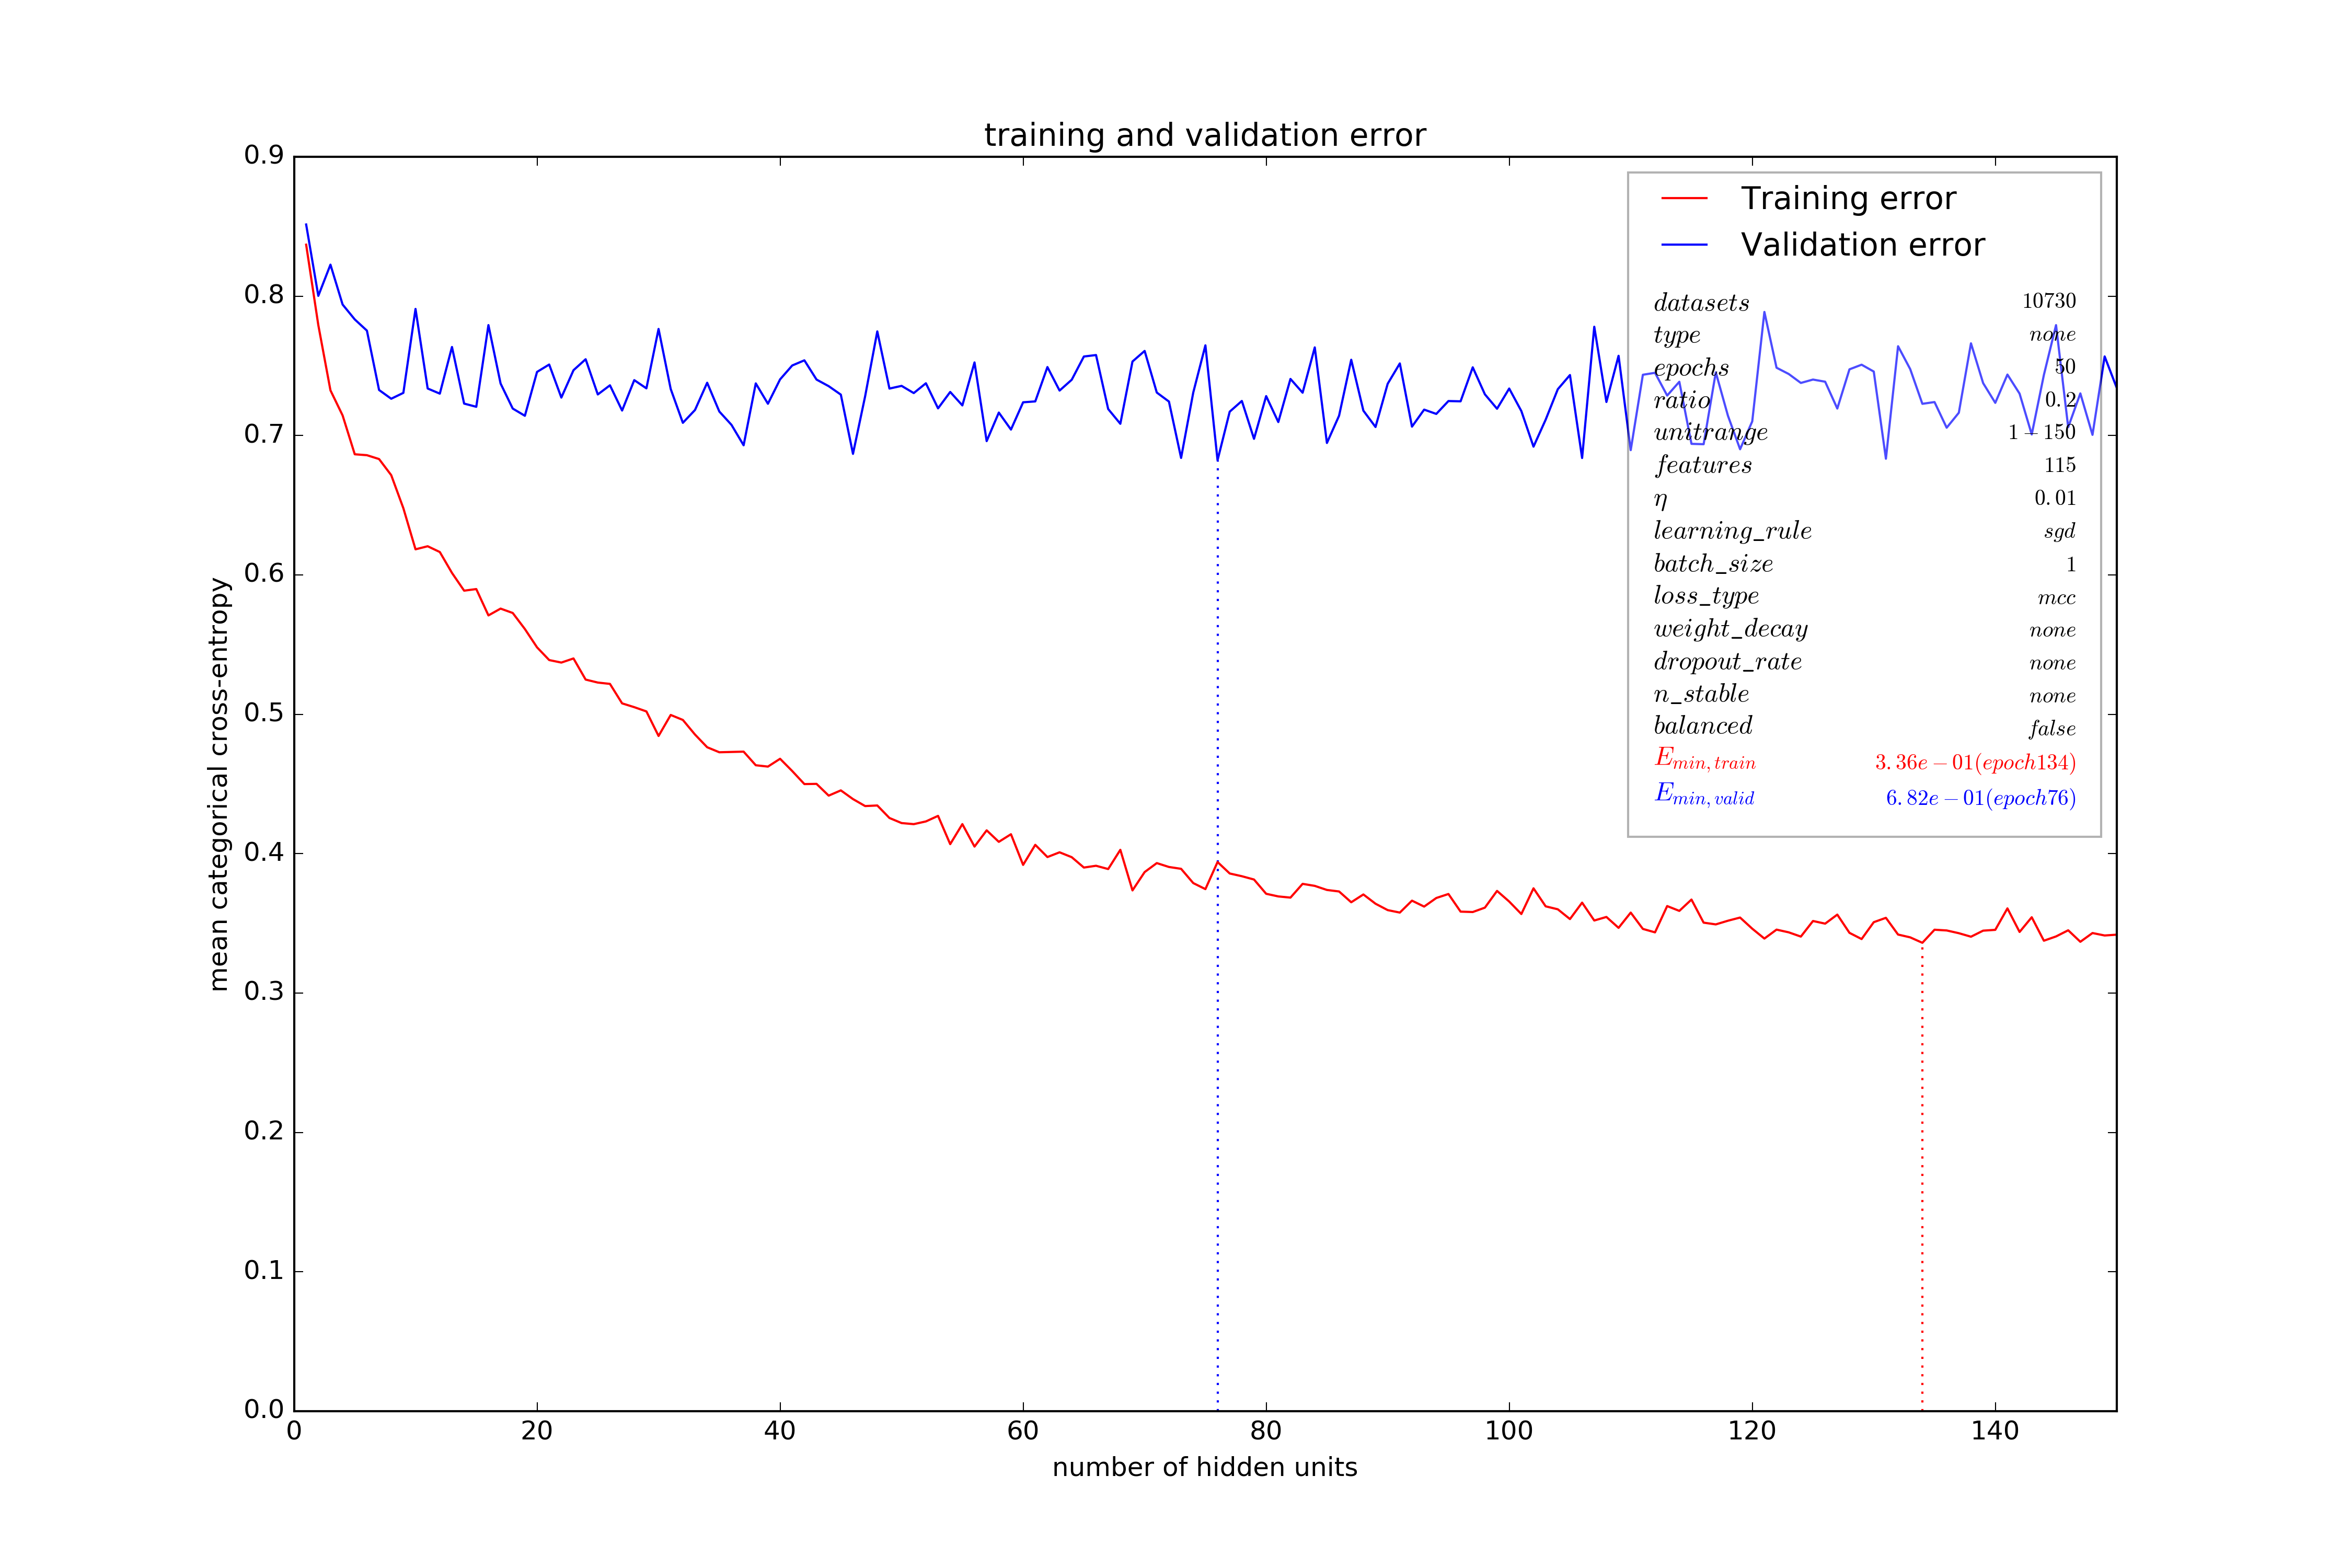 training and validation error
0.9
0.8
0.7
0.6
0.5
0.4
0.3
0.2
0.1
0.0
mean categorical cross-entropy
Training error
Validation error
datasets 10730
type none
epochs 50
ratio 0.2
unitrange 1 − 150
features 115
η 0.01
learning_rule sgd
batch_size 1
loss_type mcc
weight_decay none
dropout_rate none
n_stable none
balanced false
E_min,train 3.36e − 01(epoch134)
E_min,valid 6.82e − 01(epoch76)
0 20 40 60 80 100 120 140
number of hidden units